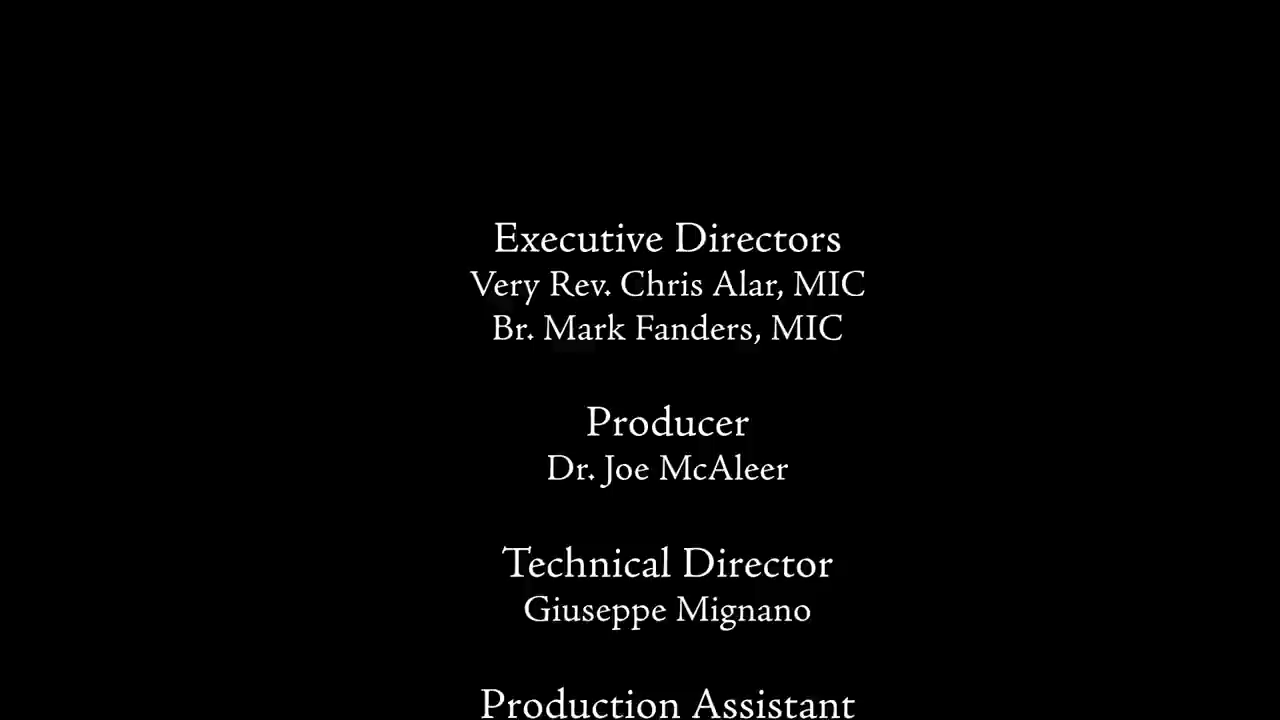 Executive Directors
Very Rev. Chris Alar, MIC
Br. Mark Fanders, MIC
Producer
Dr. Joe McAleer
Technical Director
Giuseppe Mignano
Production Assistant